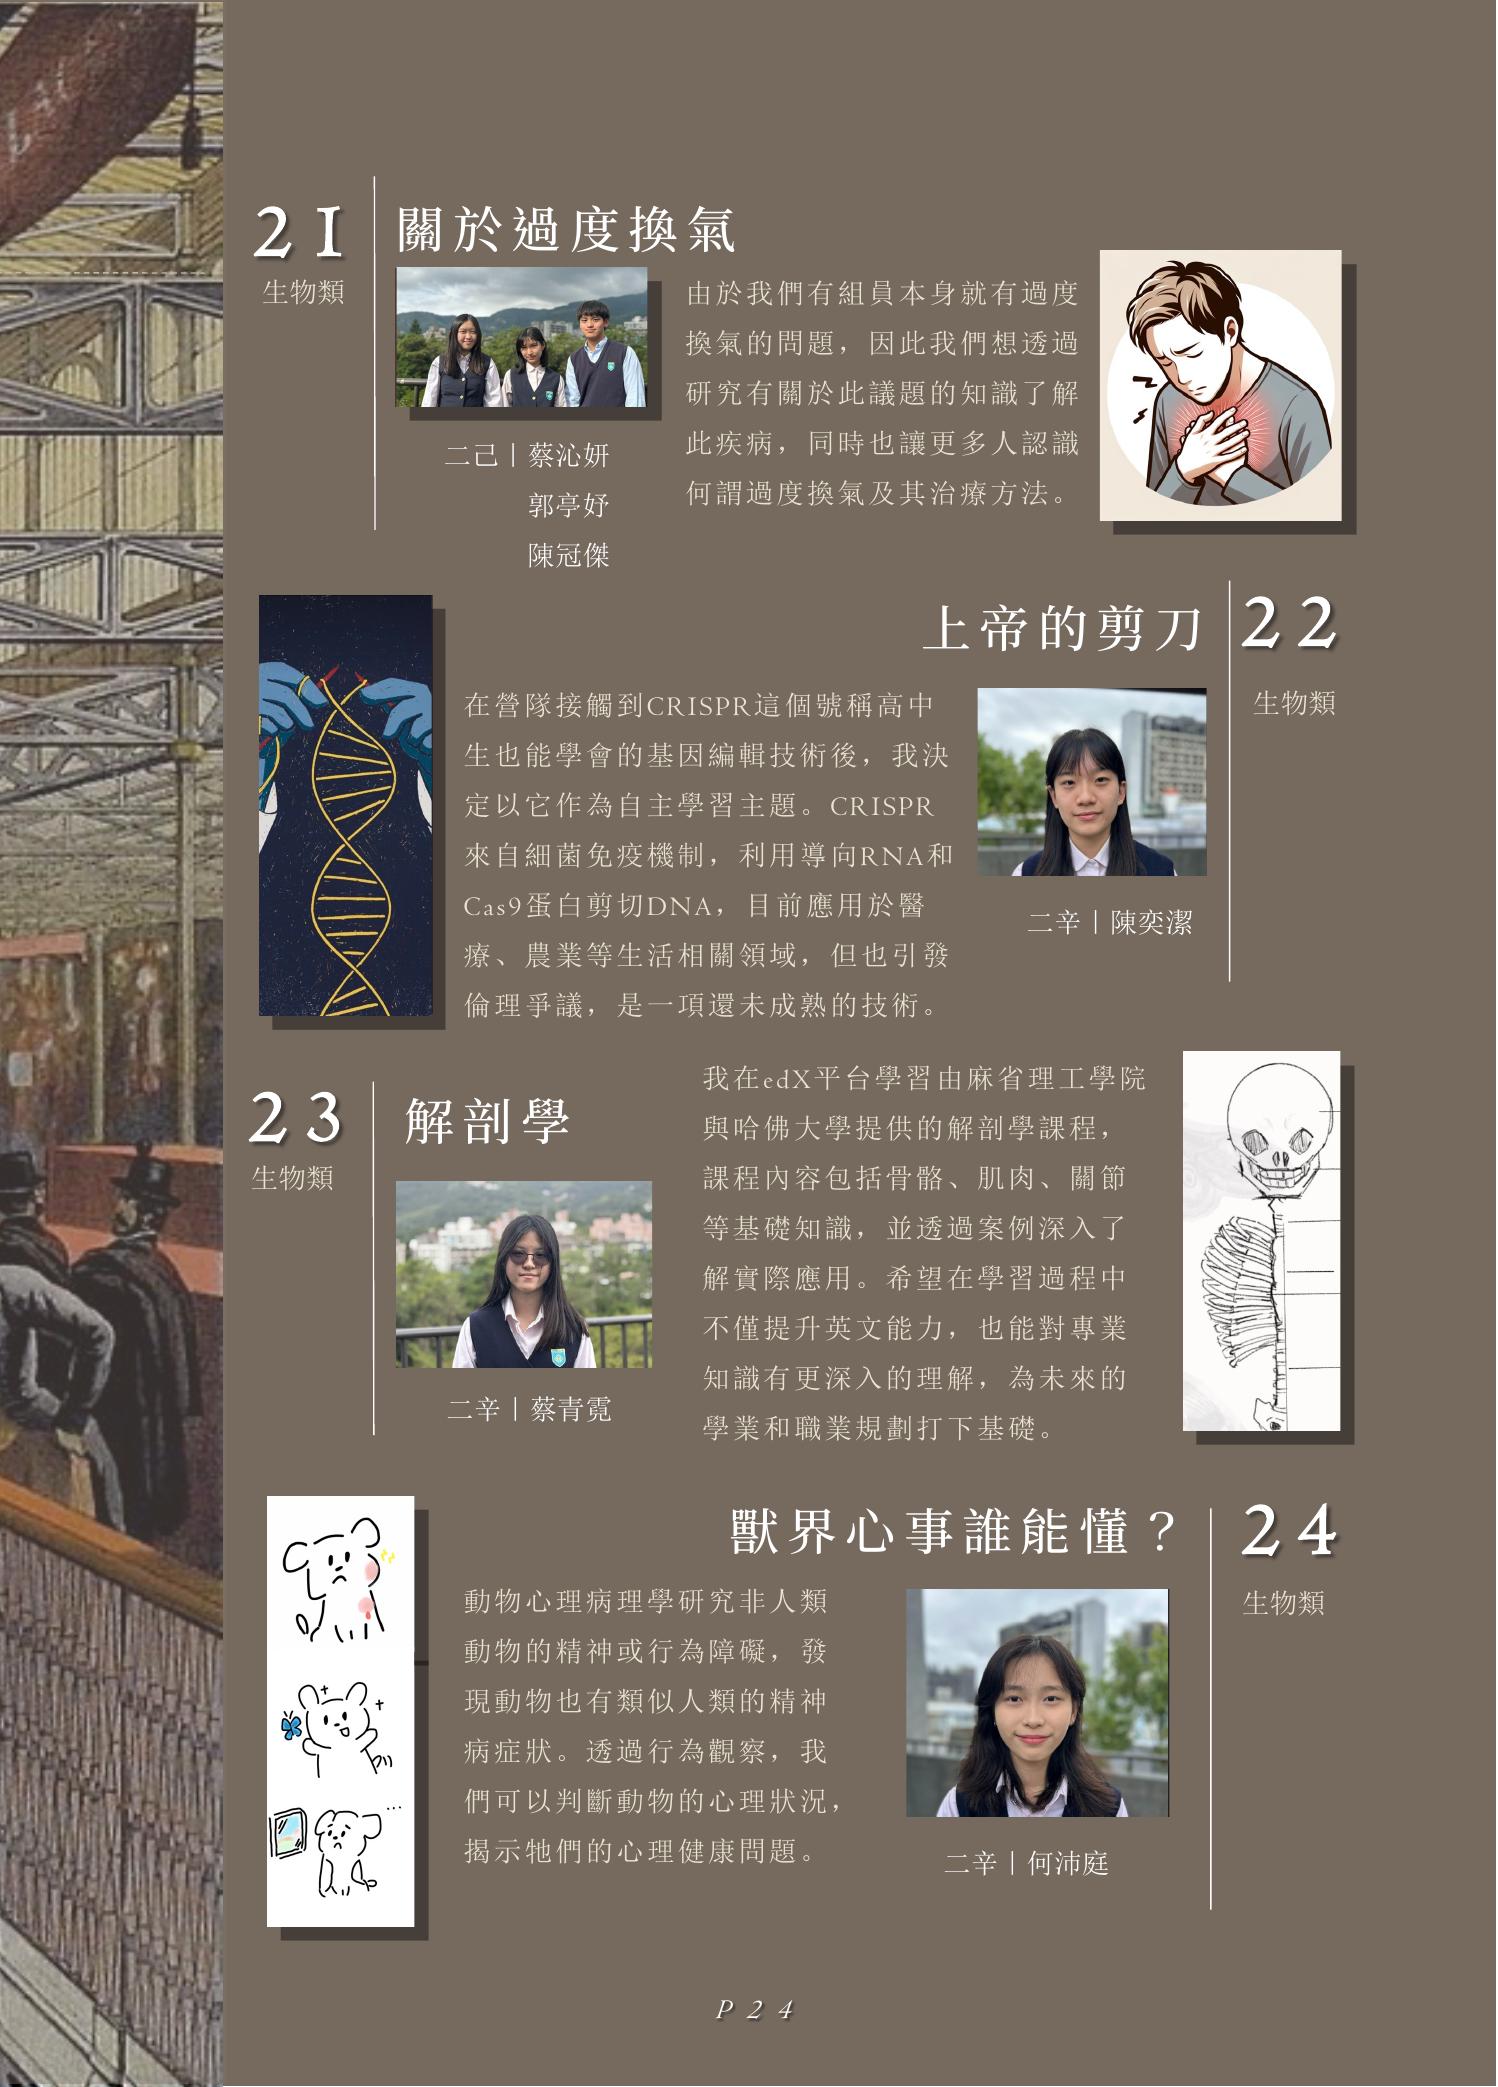 21
生物類
關於過度換氣
二己|蔡沁妍
郭亭妤
陳冠傑
由於我們有組員本身就有過度
換氣的問題，因此我們想透過
研究有關於此議題的知識了解
此疾病，同時也讓更多人認識
何謂過度換氣及其治療方法。
上帝的剪刀
22
生物類
在營隊接觸到CRISPR這個號稱高中
生也能學會的基因編輯技術後，我決
定以它作為自主學習主題。CRISPR
來自細菌免疫機制，利用導向RNA和
Cas9蛋白剪切DNA，目前應用於醫
療、農業等生活相關領域，但也引發
倫理爭議，是一項還未成熟的技術。
二辛|陳奕潔
23
生物類
解剖學
二辛|蔡青霓
我在edX平台學習由麻省理工學院
與哈佛大學提供的解剖學課程，
課程內容包括骨骼、肌肉、關節
等基礎知識，並透過案例深入了
解實際應用。希望在學習過程中
不僅提升英文能力，也能對專業
知識有更深入的理解，為未來的
學業和職業規劃打下基礎。
獸界心事誰能懂？
24
生物類
動物心理病理學研究非人類
動物的精神或行為障礙，發
現動物也有類似人類的精神
病症狀。透過行為觀察，我
們可以判斷動物的心理狀況，
揭示牠們的心理健康問題。
二辛|何沛庭
P 24